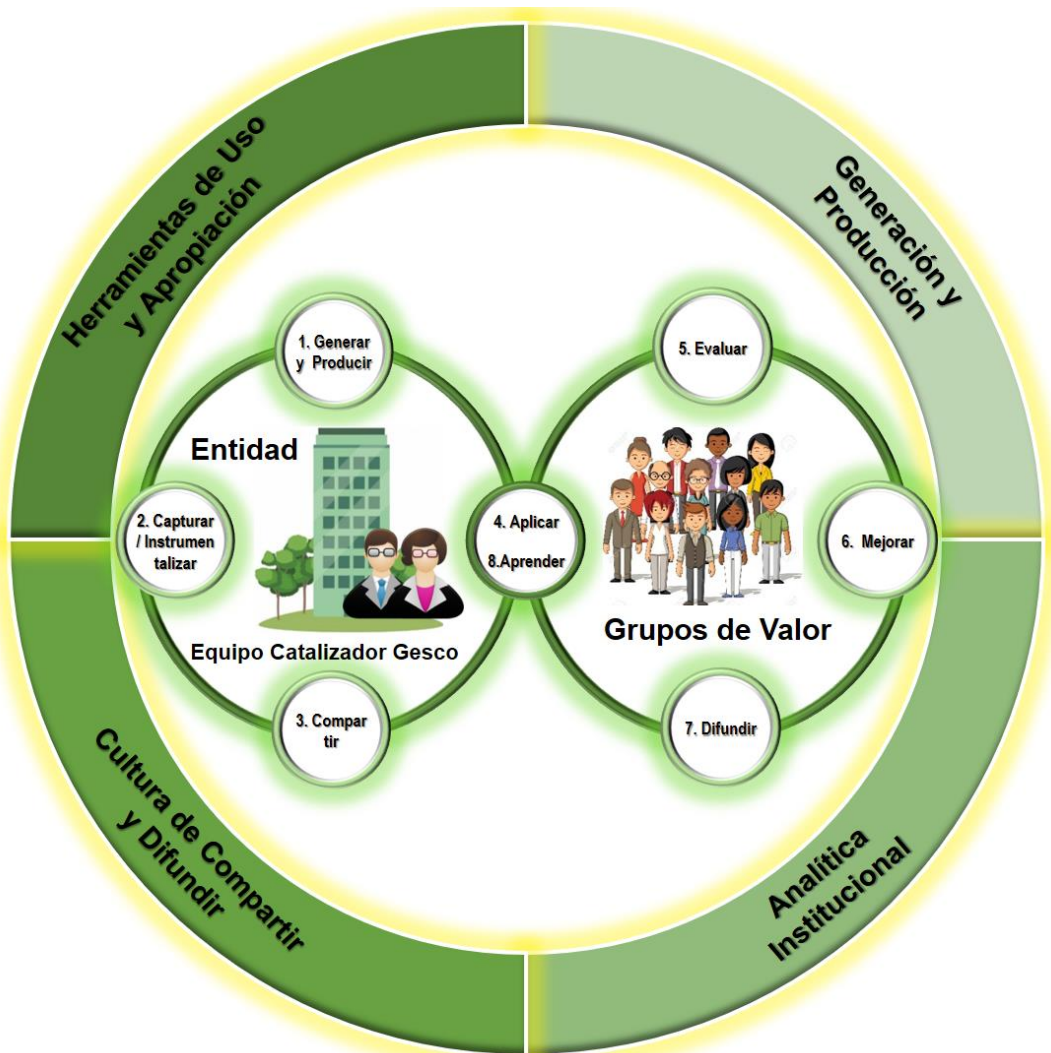 Herramientas de Uso
y Apropiación
Generación y
Producción
1. Generar
y Producir
5. Evaluar
Entidad
2. Capturar
/ Instrumen
talizar
4. Aplicar
8.Aprender
6. Mejorar
Equipo Catalizador Gesco
Grupos de Valor
3. Compar
tir
7. Difundir
Cultura de Compartir
y Difundir
Analítica
Institucional